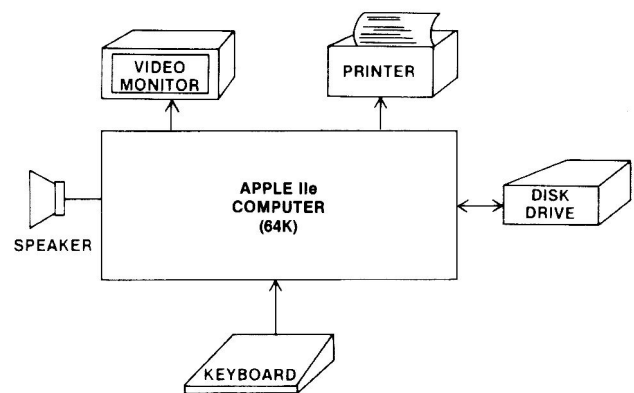 VIDEO
MONITOR
PRINTER
APPLE IIe
COMPUTER
(64K)
DISK
DRIVE
SPEAKER
KEYBOARD